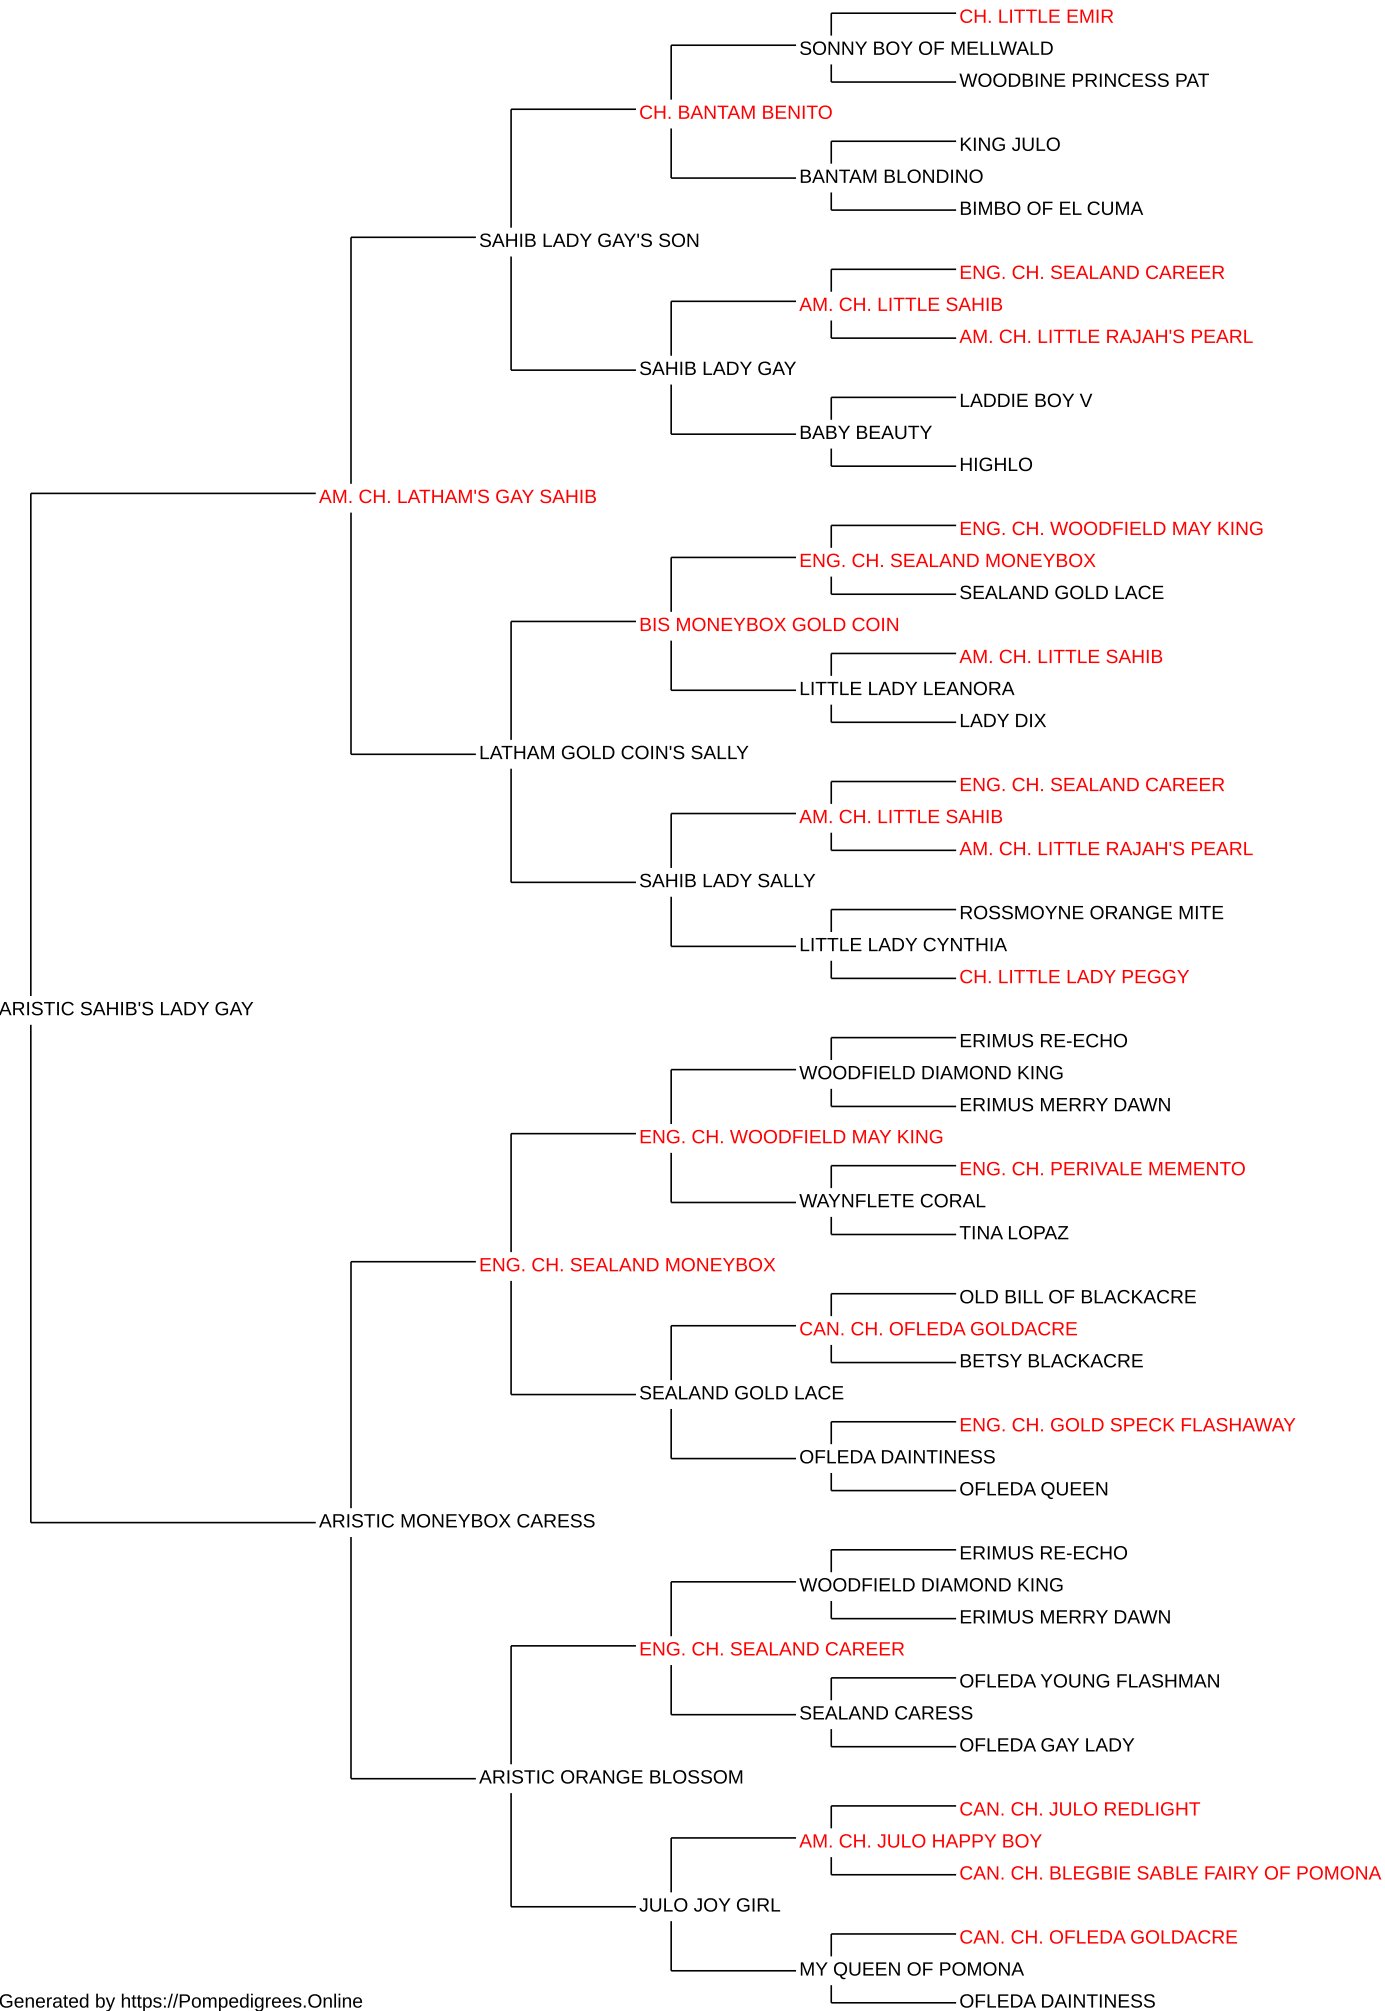 CH. LITTLE EMIR
SONNY BOY OF MELLWALD
WOODBINE PRINCESS PAT
CH. BANTAM BENITO
KING JULO
BANTAM BLONDINO
BIMBO OF EL CUMA
SAHIB LADY GAY'S SON
ENG. CH. SEALAND CAREER
AM. CH. LITTLE SAHIB
AM. CH. LITTLE RAJAH'S PEARL
SAHIB LADY GAY
LADDIE BOY V
BABY BEAUTY
HIGHLO
AM. CH. LATHAM'S GAY SAHIB
ENG. CH. WOODFIELD MAY KING
ENG. CH. SEALAND MONEYBOX
SEALAND GOLD LACE
BIS MONEYBOX GOLD COIN
AM. CH. LITTLE SAHIB
LITTLE LADY LEANORA
LADY DIX
LATHAM GOLD COIN'S SALLY
ENG. CH. SEALAND CAREER
AM. CH. LITTLE SAHIB
AM. CH. LITTLE RAJAH'S PEARL
SAHIB LADY SALLY
ROSSMOYNE ORANGE MITE
LITTLE LADY CYNTHIA
CH. LITTLE LADY PEGGY
ARISTIC SAHIB'S LADY GAY
ERIMUS RE-ECHO
WOODFIELD DIAMOND KING
ERIMUS MERRY DAWN
ENG. CH. WOODFIELD MAY KING
ENG. CH. PERIVALE MEMENTO
WAYNFLETE CORAL
TINA LOPAZ
ENG. CH. SEALAND MONEYBOX
OLD BILL OF BLACKACRE
CAN. CH. OFLEDA GOLDACRE
BETSY BLACKACRE
SEALAND GOLD LACE
ENG. CH. GOLD SPECK FLASHAWAY
OFLEDA DAINTINESS
OFLEDA QUEEN
ARISTIC MONEYBOX CARESS
ERIMUS RE-ECHO
WOODFIELD DIAMOND KING
ERIMUS MERRY DAWN
ENG. CH. SEALAND CAREER
OFLEDA YOUNG FLASHMAN
SEALAND CARESS
OFLEDA GAY LADY
ARISTIC ORANGE BLOSSOM
CAN. CH. JULO REDLIGHT
AM. CH. JULO HAPPY BOY
CAN. CH. BLEGBIE SABLE FAIRY OF POMONA
JULO JOY GIRL
CAN. CH. OFLEDA GOLDACRE
MY QUEEN OF POMONA
OFLEDA DAINTINESS
Generated by https://Pompedigrees.Online